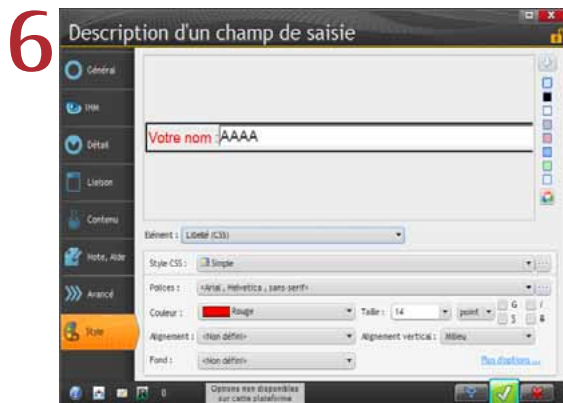 6
Description d'un champ de saisie
Général
IHM
Détail
Liaison
Contenu
Note, Aide
Avancé
Style
Votre nom : AAAA
Elément : Libellé (CSS)
Style CSS : Simple
Polices : <Arial, Helvetica, sans-serif>
Couleur : Rouge Taille : 14 point G I S B
Alignement : <Non défini> Alignement vertical : Milieu
Fond : <Non défini> Plus d'options ...
0 Options non disponibles
sur cette plateforme